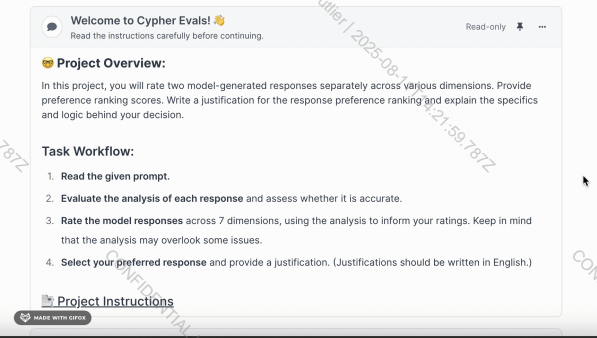 Welcome to Cypher Evals! 👋
Read the instructions carefully before continuing.
Read-only
🤓 Project Overview:
In this project, you will rate two model-generated responses separately across various dimensions. Provide
preference ranking scores. Write a justification for the response preference ranking and explain the specifics
and logic behind your decision.
Task Workflow:
1. Read the given prompt.
2. Evaluate the analysis of each response and assess whether it is accurate.
3. Rate the model responses across 7 dimensions, using the analysis to inform your ratings. Keep in mind
that the analysis may overlook some issues.
4. Select your preferred response and provide a justification. (Justifications should be written in English.)
Project Instructions
MADE WITH GIFOX
CONFIDENTIAL
.787Z
CON